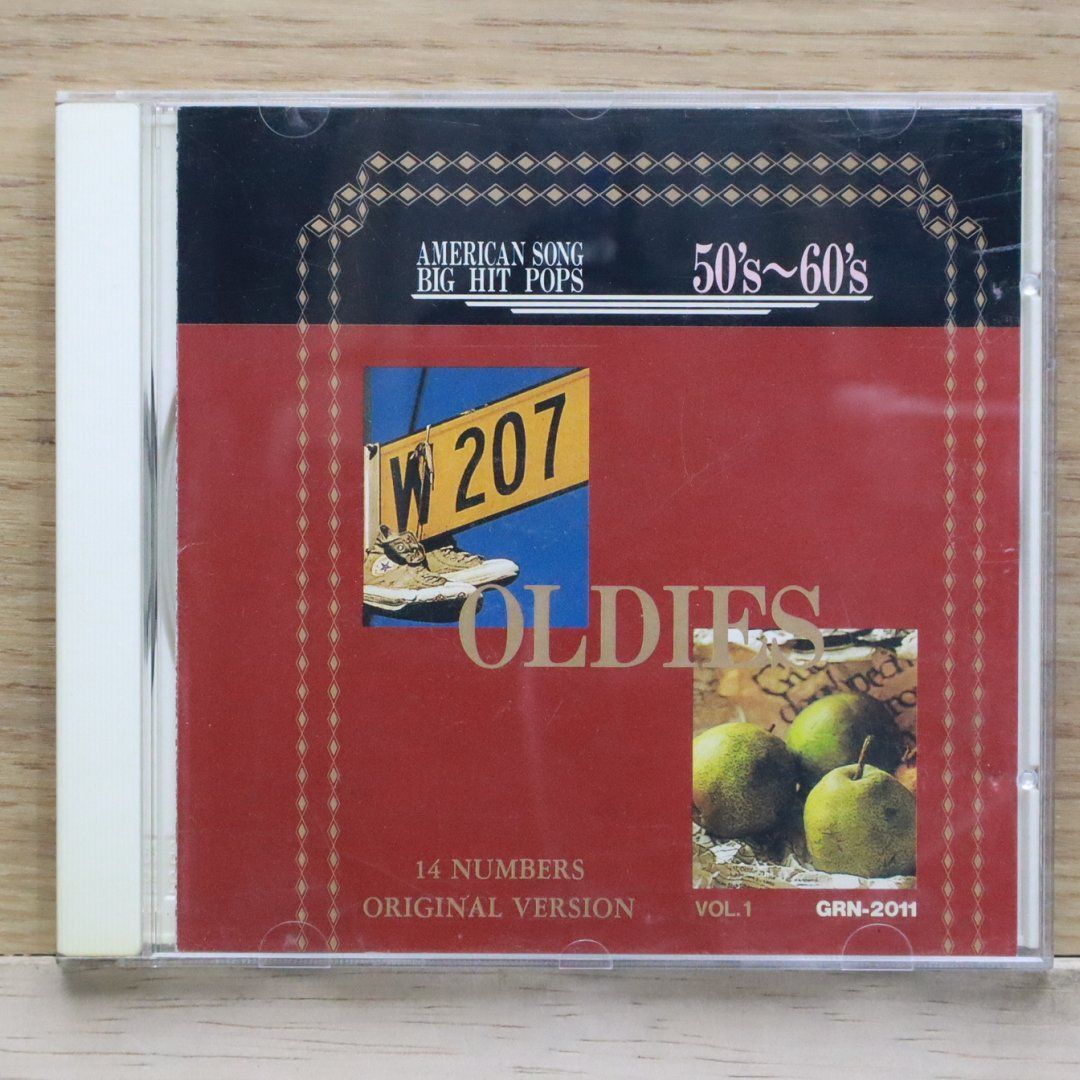 AMERICAN SONG
BIG HIT POPS
50's~60's
W 207
OLDIES
14 NUMBERS
ORIGINAL VERSION
VOL.1
GRN-2011